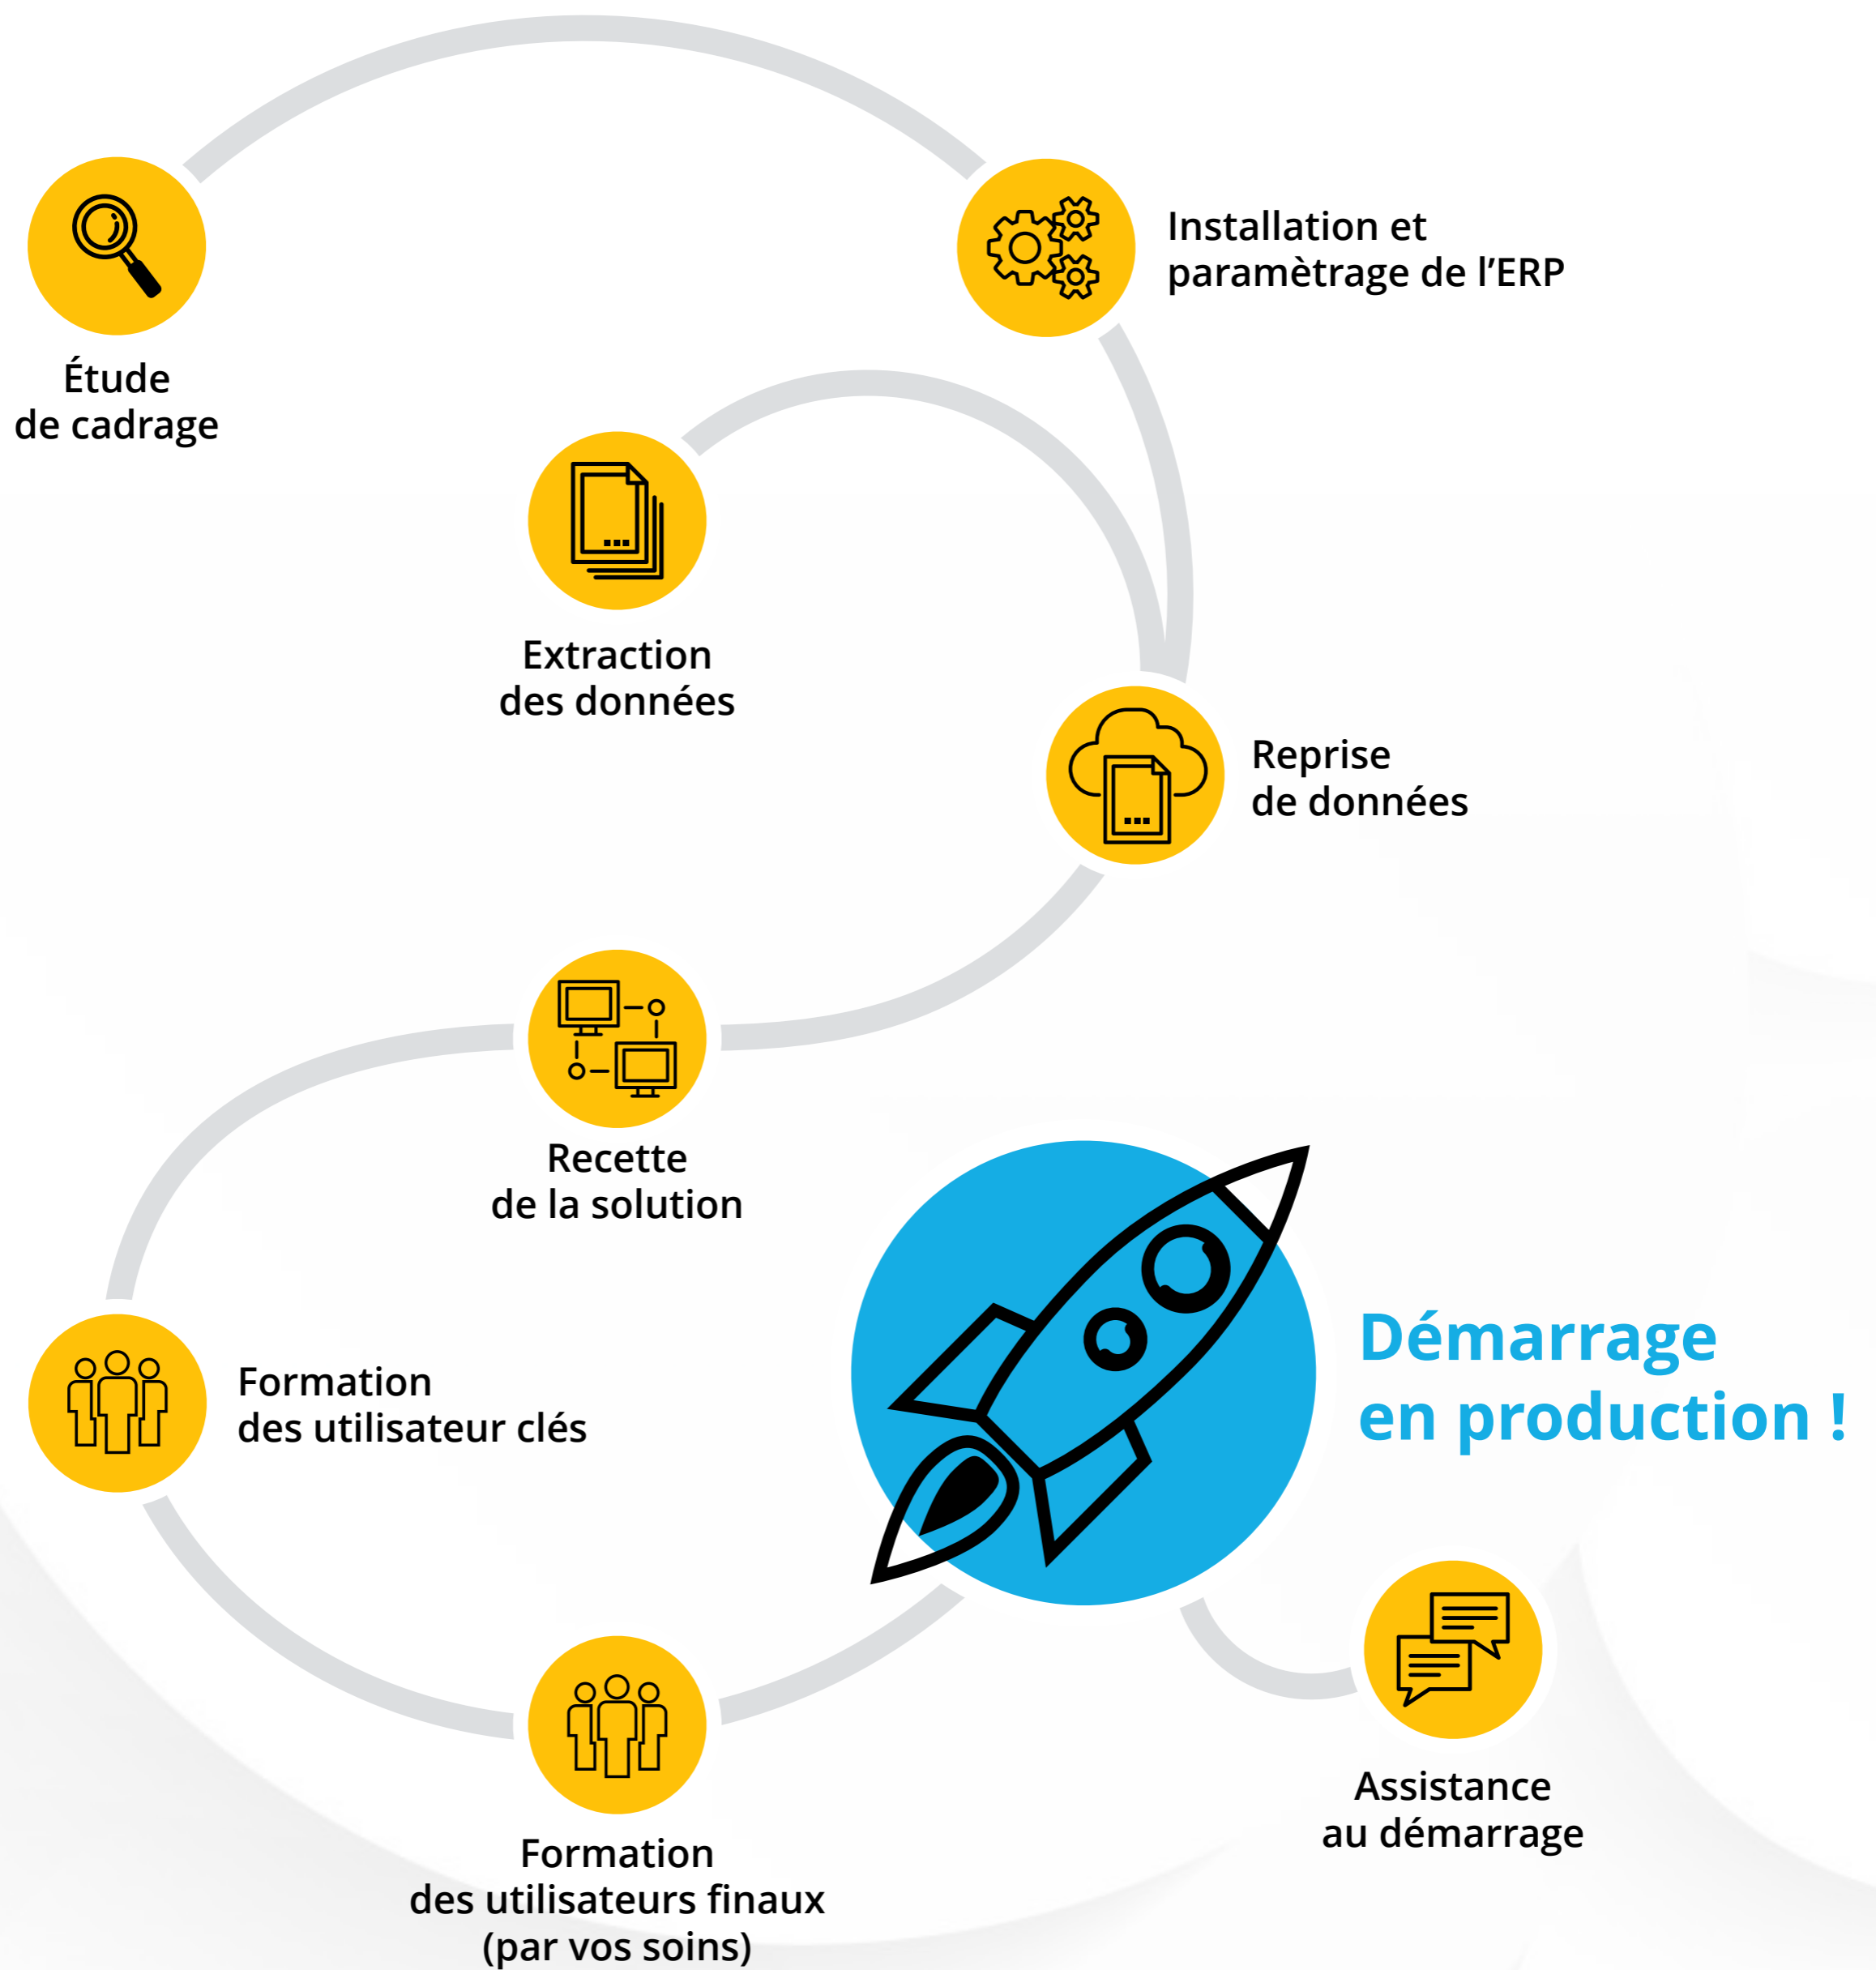 Étude
de cadrage
Installation et
paramètrage de l’ERP
Extraction
des données
Reprise
de données
Recette
de la solution
Formation
des utilisateur clés
Formation
des utilisateurs finaux
(par vos soins)
Démarrage
en production !
Assistance
au démarrage